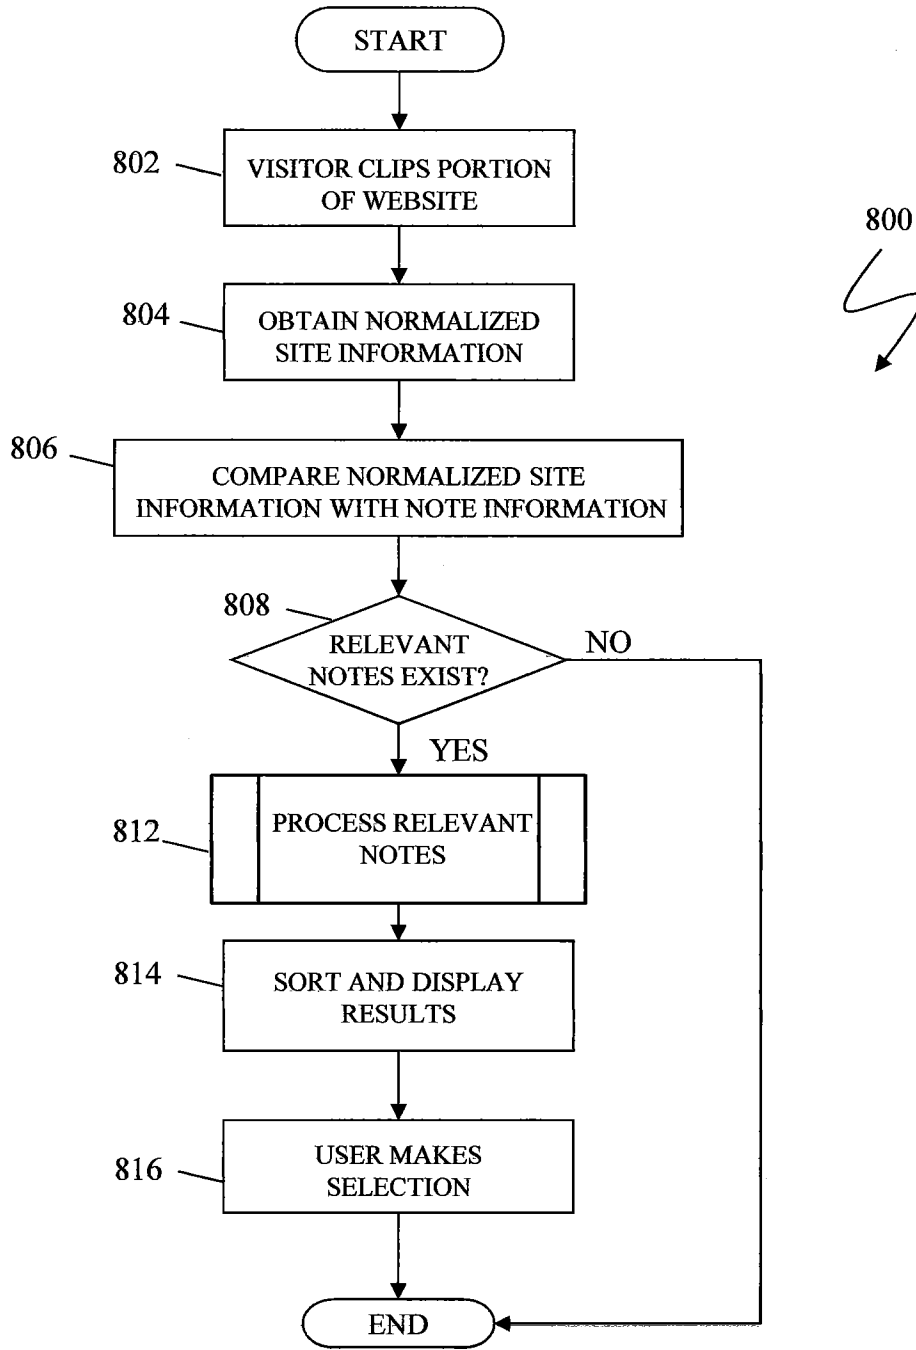 START
802
VISITOR CLIPS PORTION
OF WEBSITE
800
804
OBTAIN NORMALIZED
SITE INFORMATION
806
COMPARE NORMALIZED SITE
INFORMATION WITH NOTE INFORMATION
808
RELEVANT
NOTES EXIST?
NO
YES
812
PROCESS RELEVANT
NOTES
814
SORT AND DISPLAY
RESULTS
816
USER MAKES
SELECTION
END